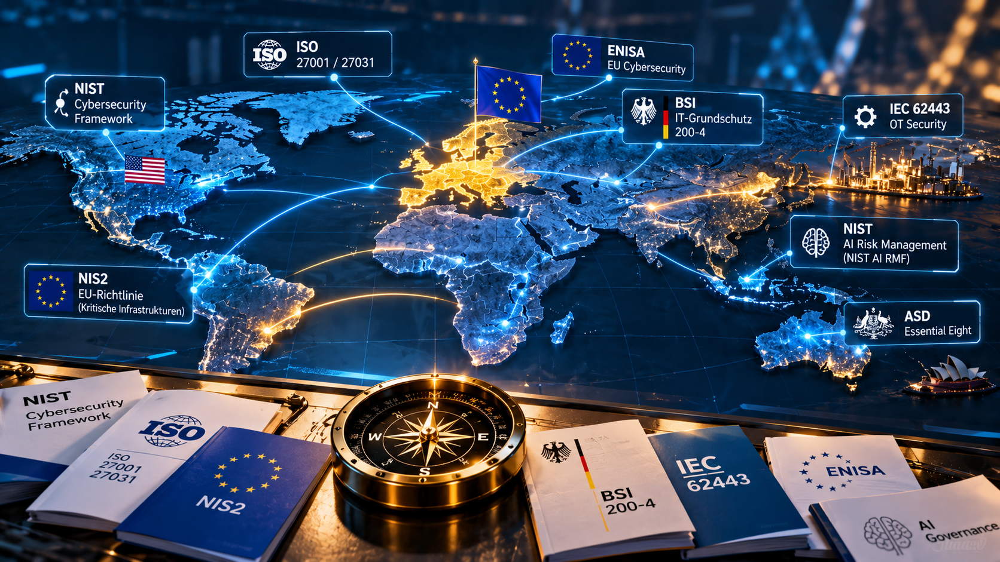 ISO
ISO
27001 / 27031
ENISA
EU Cybersecurity
NIST
Cybersecurity
Framework
BSI
IT-Grundschutz
200-4
IEC 62443
OT Security
NIST
AI Risk Management
(NIST AI RMF)
NIS2
EU-Richtlinie
(Kritische Infrastrukturen)
ASD
Essential Eight
NIST
Cybersecurity
Framework
ISO
ISO
27001
27031
NIS2
N
W
E
S
BSI
200-4
IEC
62443
ENISA
AI
Governance